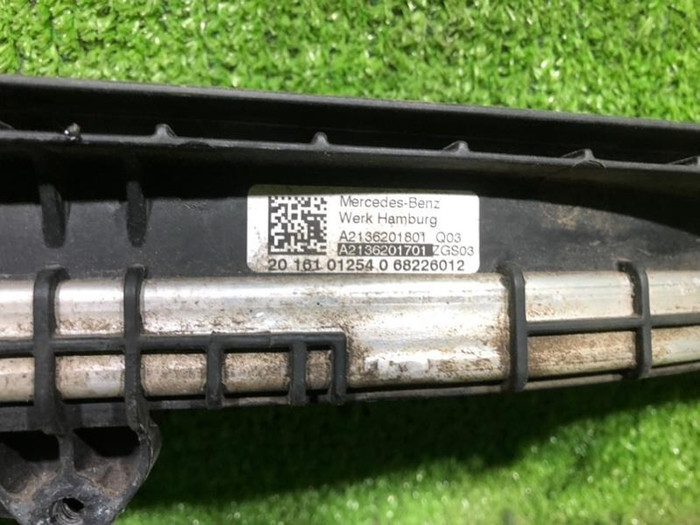 Mercedes-Benz
Werk Hamburg
A2136201801 Q03
A2136201701 ZGS03
20 161 01254 0 68226012